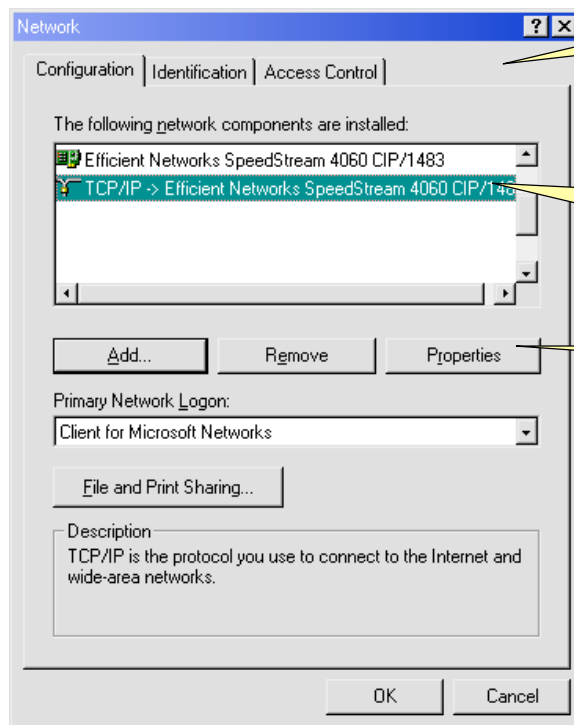 Network
Configuration Identification Access Control
The following network components are installed:
Efficient Networks SpeedStream 4060 CIP/1483
TCP/IP -> Efficient Networks SpeedStream 4060 CIP/148
Add... Remove Properties
Primary Network Logon:
Client for Microsoft Networks
File and Print Sharing...
Description
TCP/IP is the protocol you use to connect to the Internet and
wide-area networks.
OK Cancel